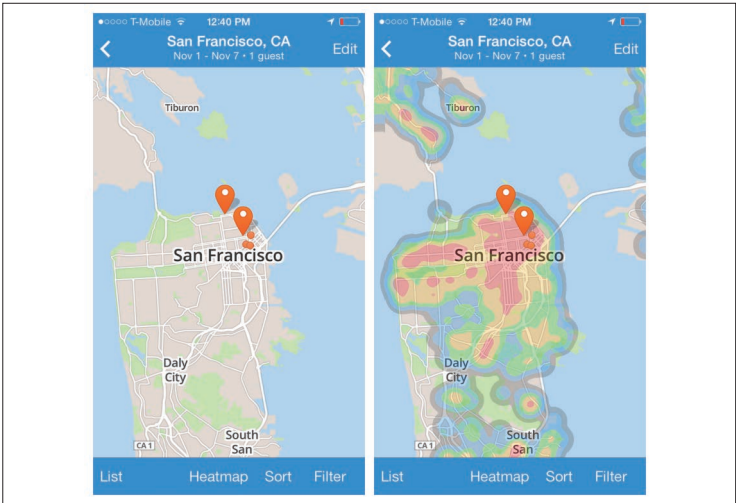 ●○○○○ T-Mobile 12:40 PM
San Francisco, CA
Nov 1 - Nov 7 • 1 guest
Edit
Tiburon
San Francisco
Daly
City
CA 1
South
San
List Heatmap Sort Filter
●○○○○ T-Mobile 12:40 PM
San Francisco, CA
Nov 1 - Nov 7 • 1 guest
Edit
Tiburon
San Francisco
Daly
City
CA 1
South
San
List Heatmap Sort Filter